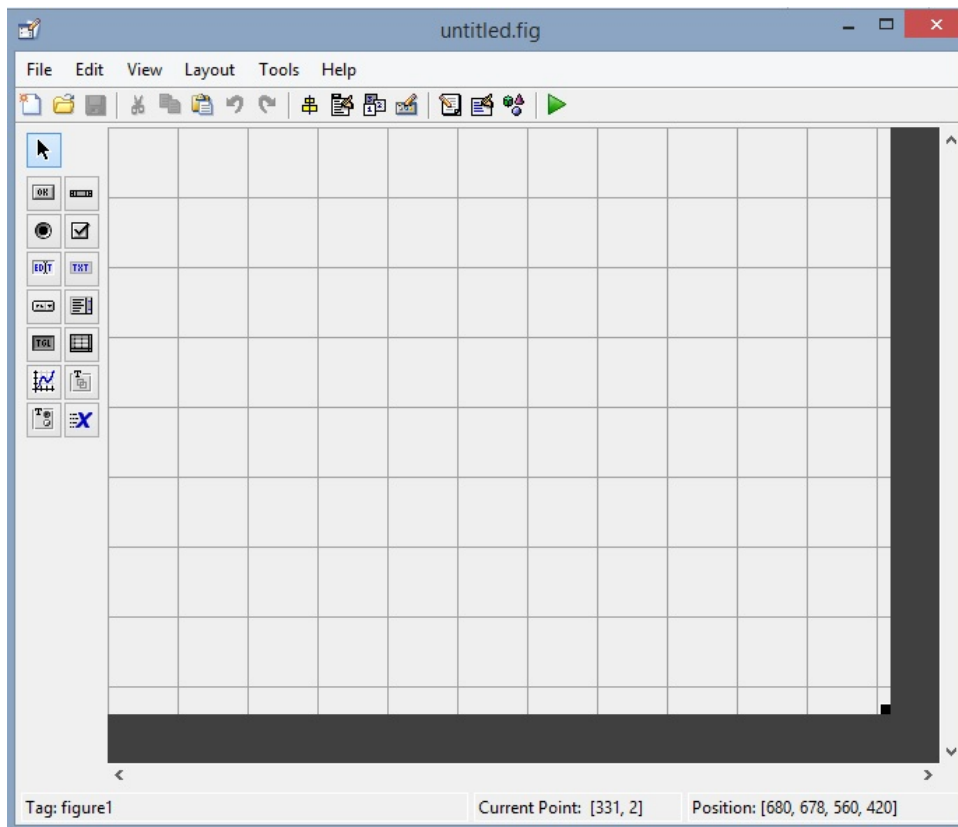 untitled.fig
File Edit View Layout Tools Help
OK
EDIT TXT
TGL
T
T X
Tag: figure1 Current Point: [331, 2] Position: [680, 678, 560, 420]